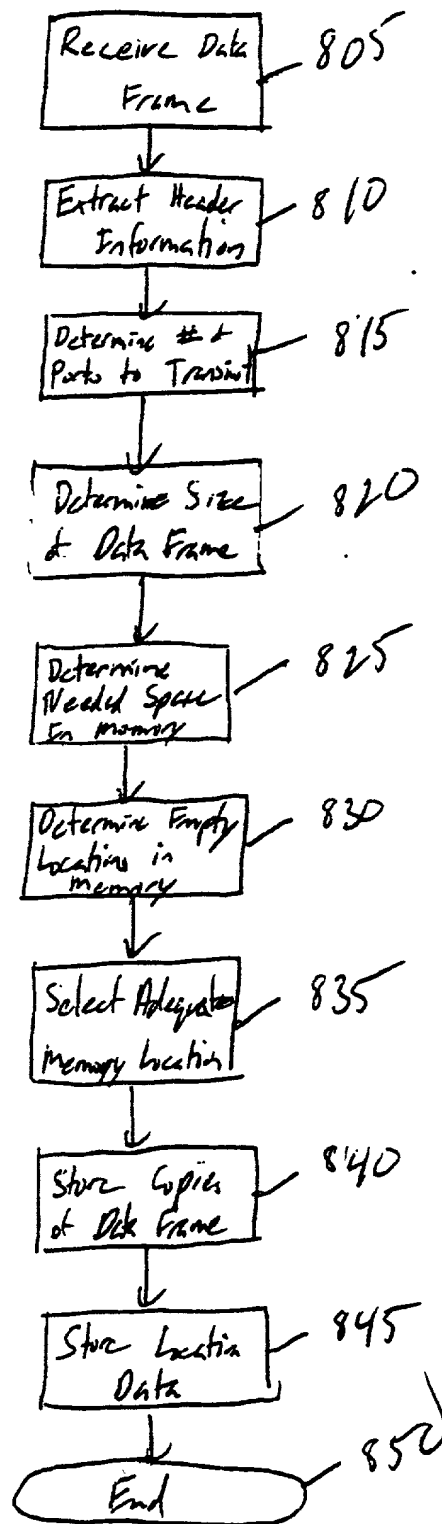 Receive Data
Frame
805
Extract Header
Information
810
Determine # of
Ports to Transmit
815
Determine Size
of Data Frame
820
Determine
Needed Space
In memory
825
Determine Empty
Locations in
memory
830
Select Adequate
Memory Location
835
Store Copies
of Data Frame
840
Store Location
Data
845
End
850